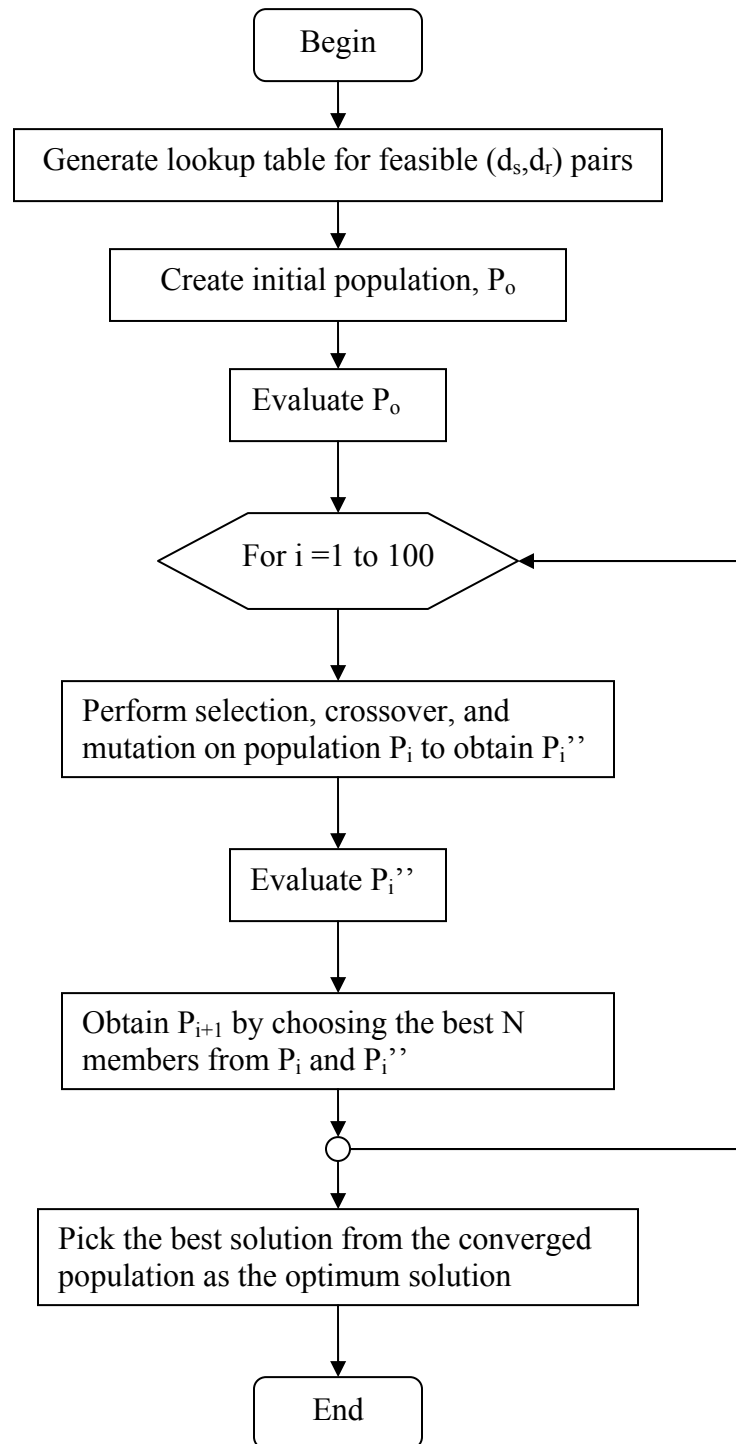 Begin
Generate lookup table for feasible (dₛ,dᵣ) pairs
Create initial population, Pₒ
Evaluate Pₒ
For i =1 to 100
Perform selection, crossover, and
mutation on population Pᵢ to obtain Pᵢ’’
Evaluate Pᵢ’’
Obtain Pᵢ₊₁ by choosing the best N
members from Pᵢ and Pᵢ’’
Pick the best solution from the converged
population as the optimum solution
End